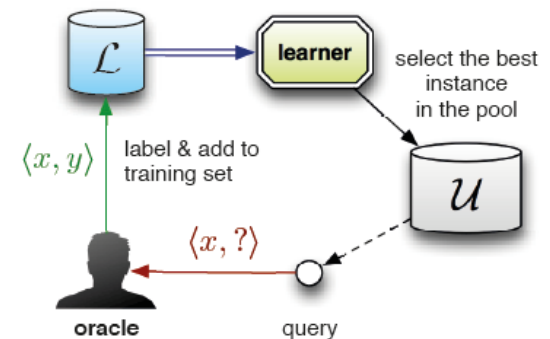 ℒ
learner
select the best
instance
in the pool
⟨x, y⟩
label & add to
training set
𝒰
⟨x, ?⟩
oracle
query